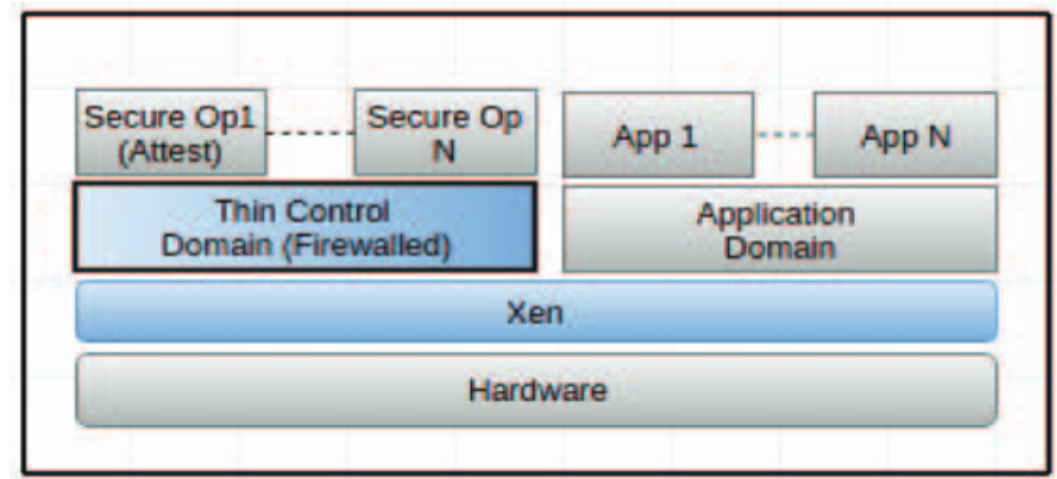 Secure Op1
(Attest)
Secure Op
N
App 1
App N
Thin Control
Domain (Firewalled)
Application
Domain
Xen
Hardware